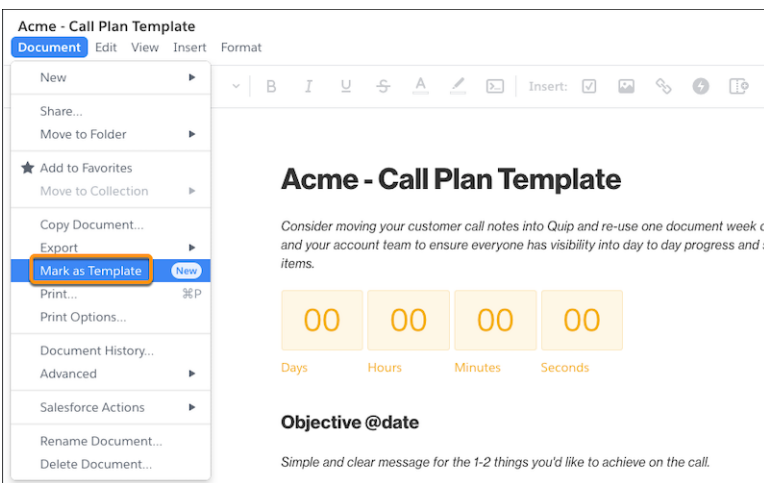 Acme - Call Plan Template
Document Edit View Insert Format
New
B I U S A Insert:
Share...
Move to Folder
Add to Favorites
Move to Collection
Copy Document...
Export
Mark as Template New
Print... ⌘P
Print Options...
Document History...
Advanced
Salesforce Actions
Rename Document...
Delete Document...
Acme - Call Plan Template
Consider moving your customer call notes into Quip and re-use one document week
and your account team to ensure everyone has visibility into day to day progress and
items.
00 00 00 00
Days Hours Minutes Seconds
Objective @date
Simple and clear message for the 1-2 things you'd like to achieve on the call.